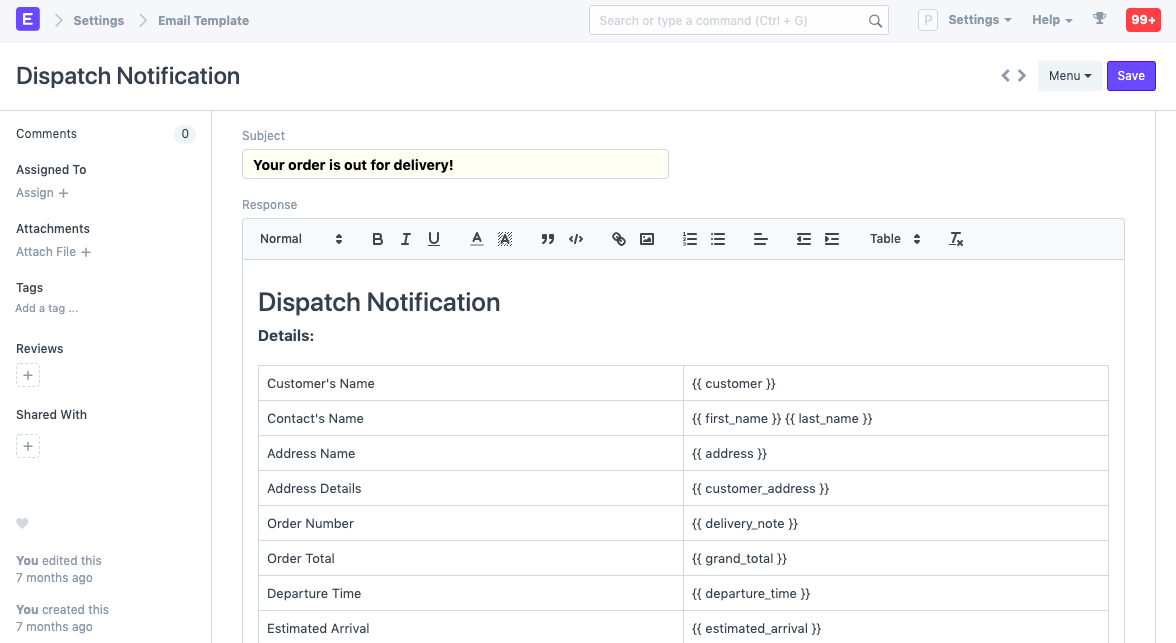 E Settings Email Template Search or type a command (Ctrl + G) P Settings Help 99+
Dispatch Notification Menu Save
Comments 0
Assigned To
Assign +
Attachments
Attach File +
Tags
Add a tag ...
Reviews
+
Shared With
+
You edited this
7 months ago
You created this
7 months ago
Subject
Your order is out for delivery!
Response
Normal B I U A A Table Tx
Dispatch Notification
Details:
Customer's Name {{ customer }}
Contact's Name {{ first_name }} {{ last_name }}
Address Name {{ address }}
Address Details {{ customer_address }}
Order Number {{ delivery_note }}
Order Total {{ grand_total }}
Departure Time {{ departure_time }}
Estimated Arrival {{ estimated_arrival }}